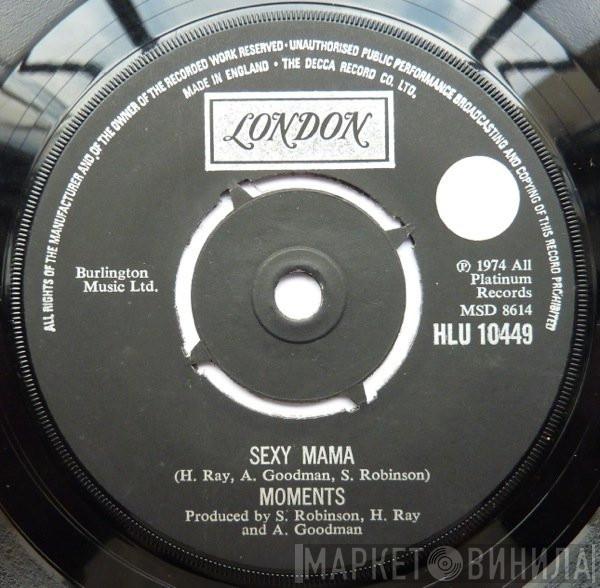 ALL RIGHTS OF THE MANUFACTURER AND OF THE OWNER OF THE RECORDED WORK RESERVED · UNAUTHORISED PUBLIC PERFORMANCE BROADCASTING AND COPYING OF THIS RECORD PROHIBITED
MADE IN ENGLAND · THE DECCA RECORD CO. LTD.
LONDON
Burlington
Music Ltd.
℗ 1974 All
Platinum
Records
MSD 8614
HLU 10449
SEXY MAMA
(H. Ray, A. Goodman, S. Robinson)
MOMENTS
Produced by S. Robinson, H. Ray
and A. Goodman
МАРКЕТ ВИНИЛА